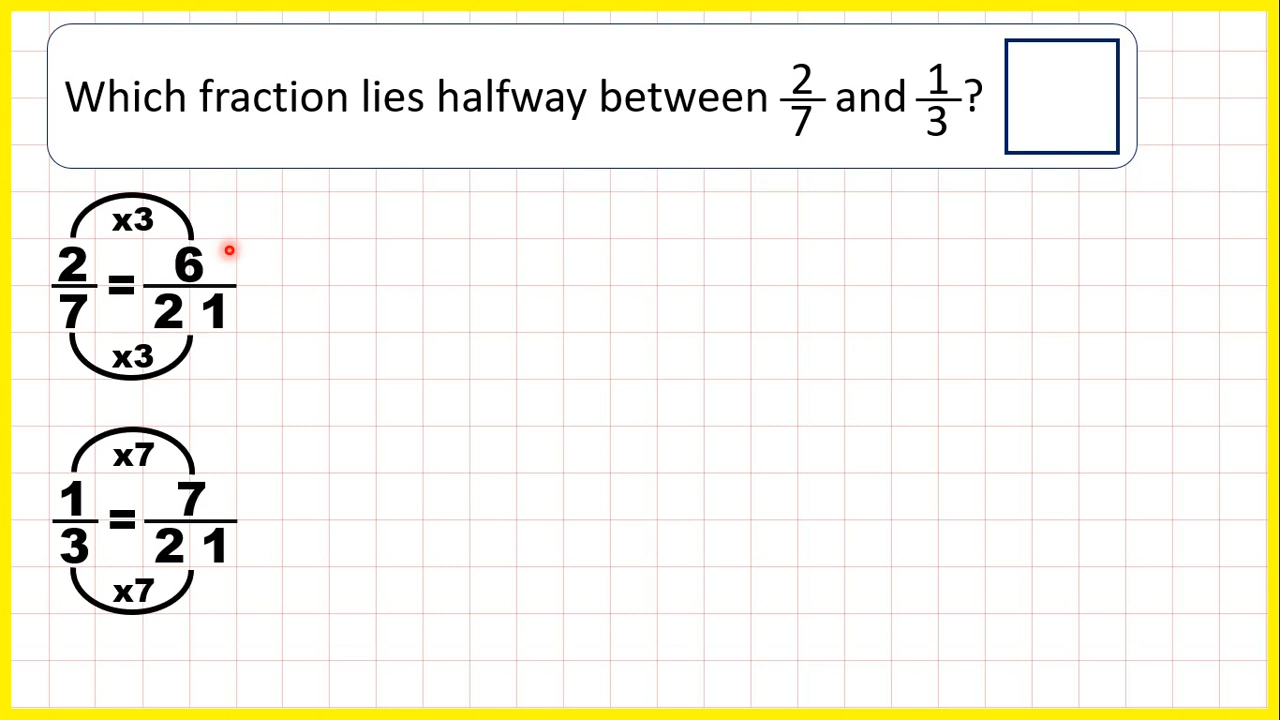 Which fraction lies halfway between 2/7 and 1/3?
x3
2/7 = 6/21
x3
x7
1/3 = 7/21
x7